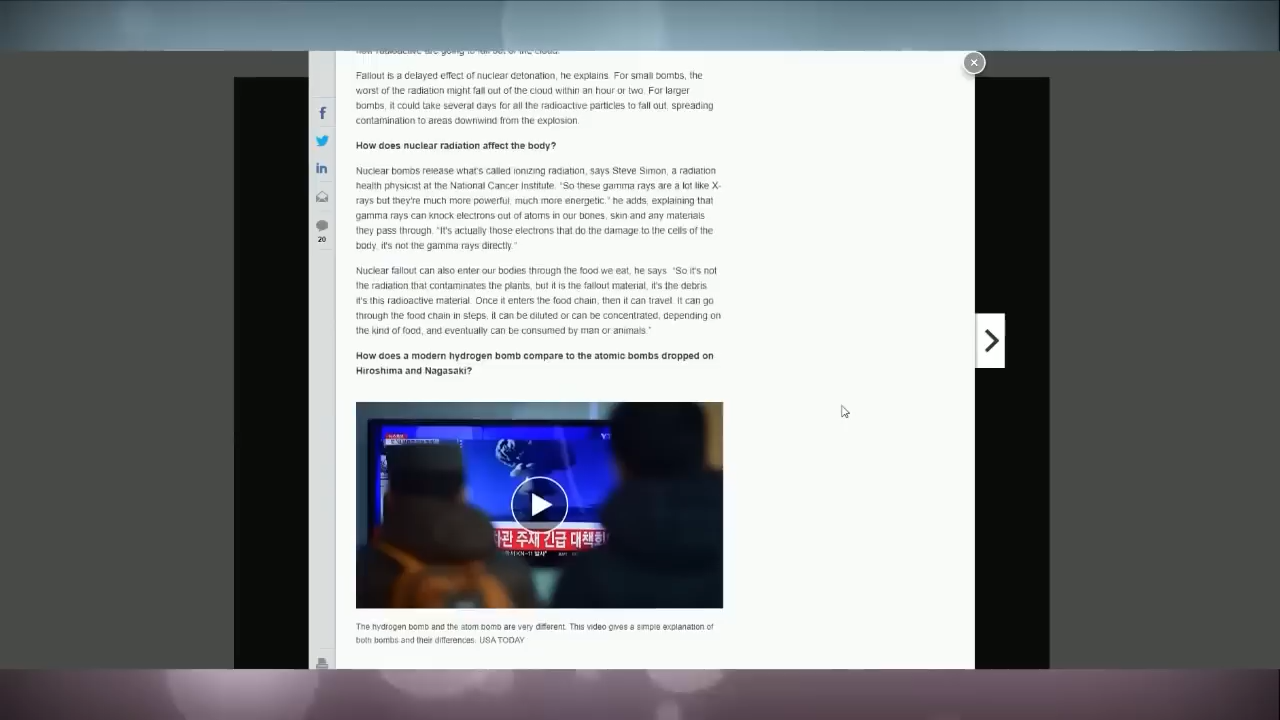 Fallout is a delayed effect of nuclear detonation, he explains. For small bombs, the
worst of the radiation might fall out of the cloud within an hour or two. For larger
bombs, it could take several days for all the radioactive particles to fall out, spreading
contamination to areas downwind from the explosion.
How does nuclear radiation affect the body?
Nuclear bombs release what's called ionizing radiation, says Steve Simon, a radiation
health physicist at the National Cancer Institute. “So these gamma rays are a lot like X-
rays but they're much more powerful, much more energetic,” he adds, explaining that
gamma rays can knock electrons out of atoms in our bones, skin and any materials
they pass through. “It's actually those electrons that do the damage to the cells of the
body, it's not the gamma rays directly.”
Nuclear fallout can also enter our bodies through the food we eat, he says. “So it's not
the radiation that contaminates the plants, but it is the fallout material, it's the debris,
it's this radioactive material. Once it enters the food chain, then it can travel. It can go
through the food chain in steps, it can be diluted or can be concentrated, depending on
the kind of food, and eventually can be consumed by man or animals.”
How does a modern hydrogen bomb compare to the atomic bombs dropped on
Hiroshima and Nagasaki?
관 주재 긴급 대책회
The hydrogen bomb and the atom bomb are very different. This video gives a simple explanation of
both bombs and their differences. USA TODAY
f
in
20